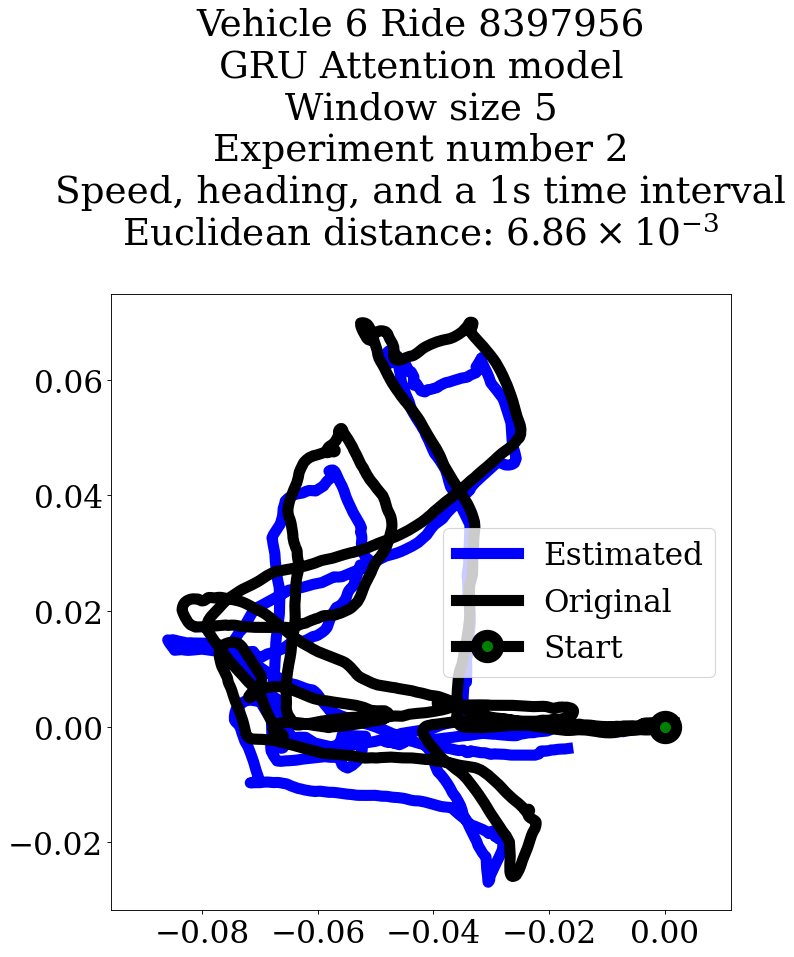 Vehicle 6 Ride 8397956
GRU Attention model
Window size 5
Experiment number 2
Speed, heading, and a 1s time interval
Euclidean distance: 6.86 × 10⁻³
0.06
0.04
0.02
0.00
−0.02
Estimated
Original
Start
−0.08 −0.06 −0.04 −0.02 0.00